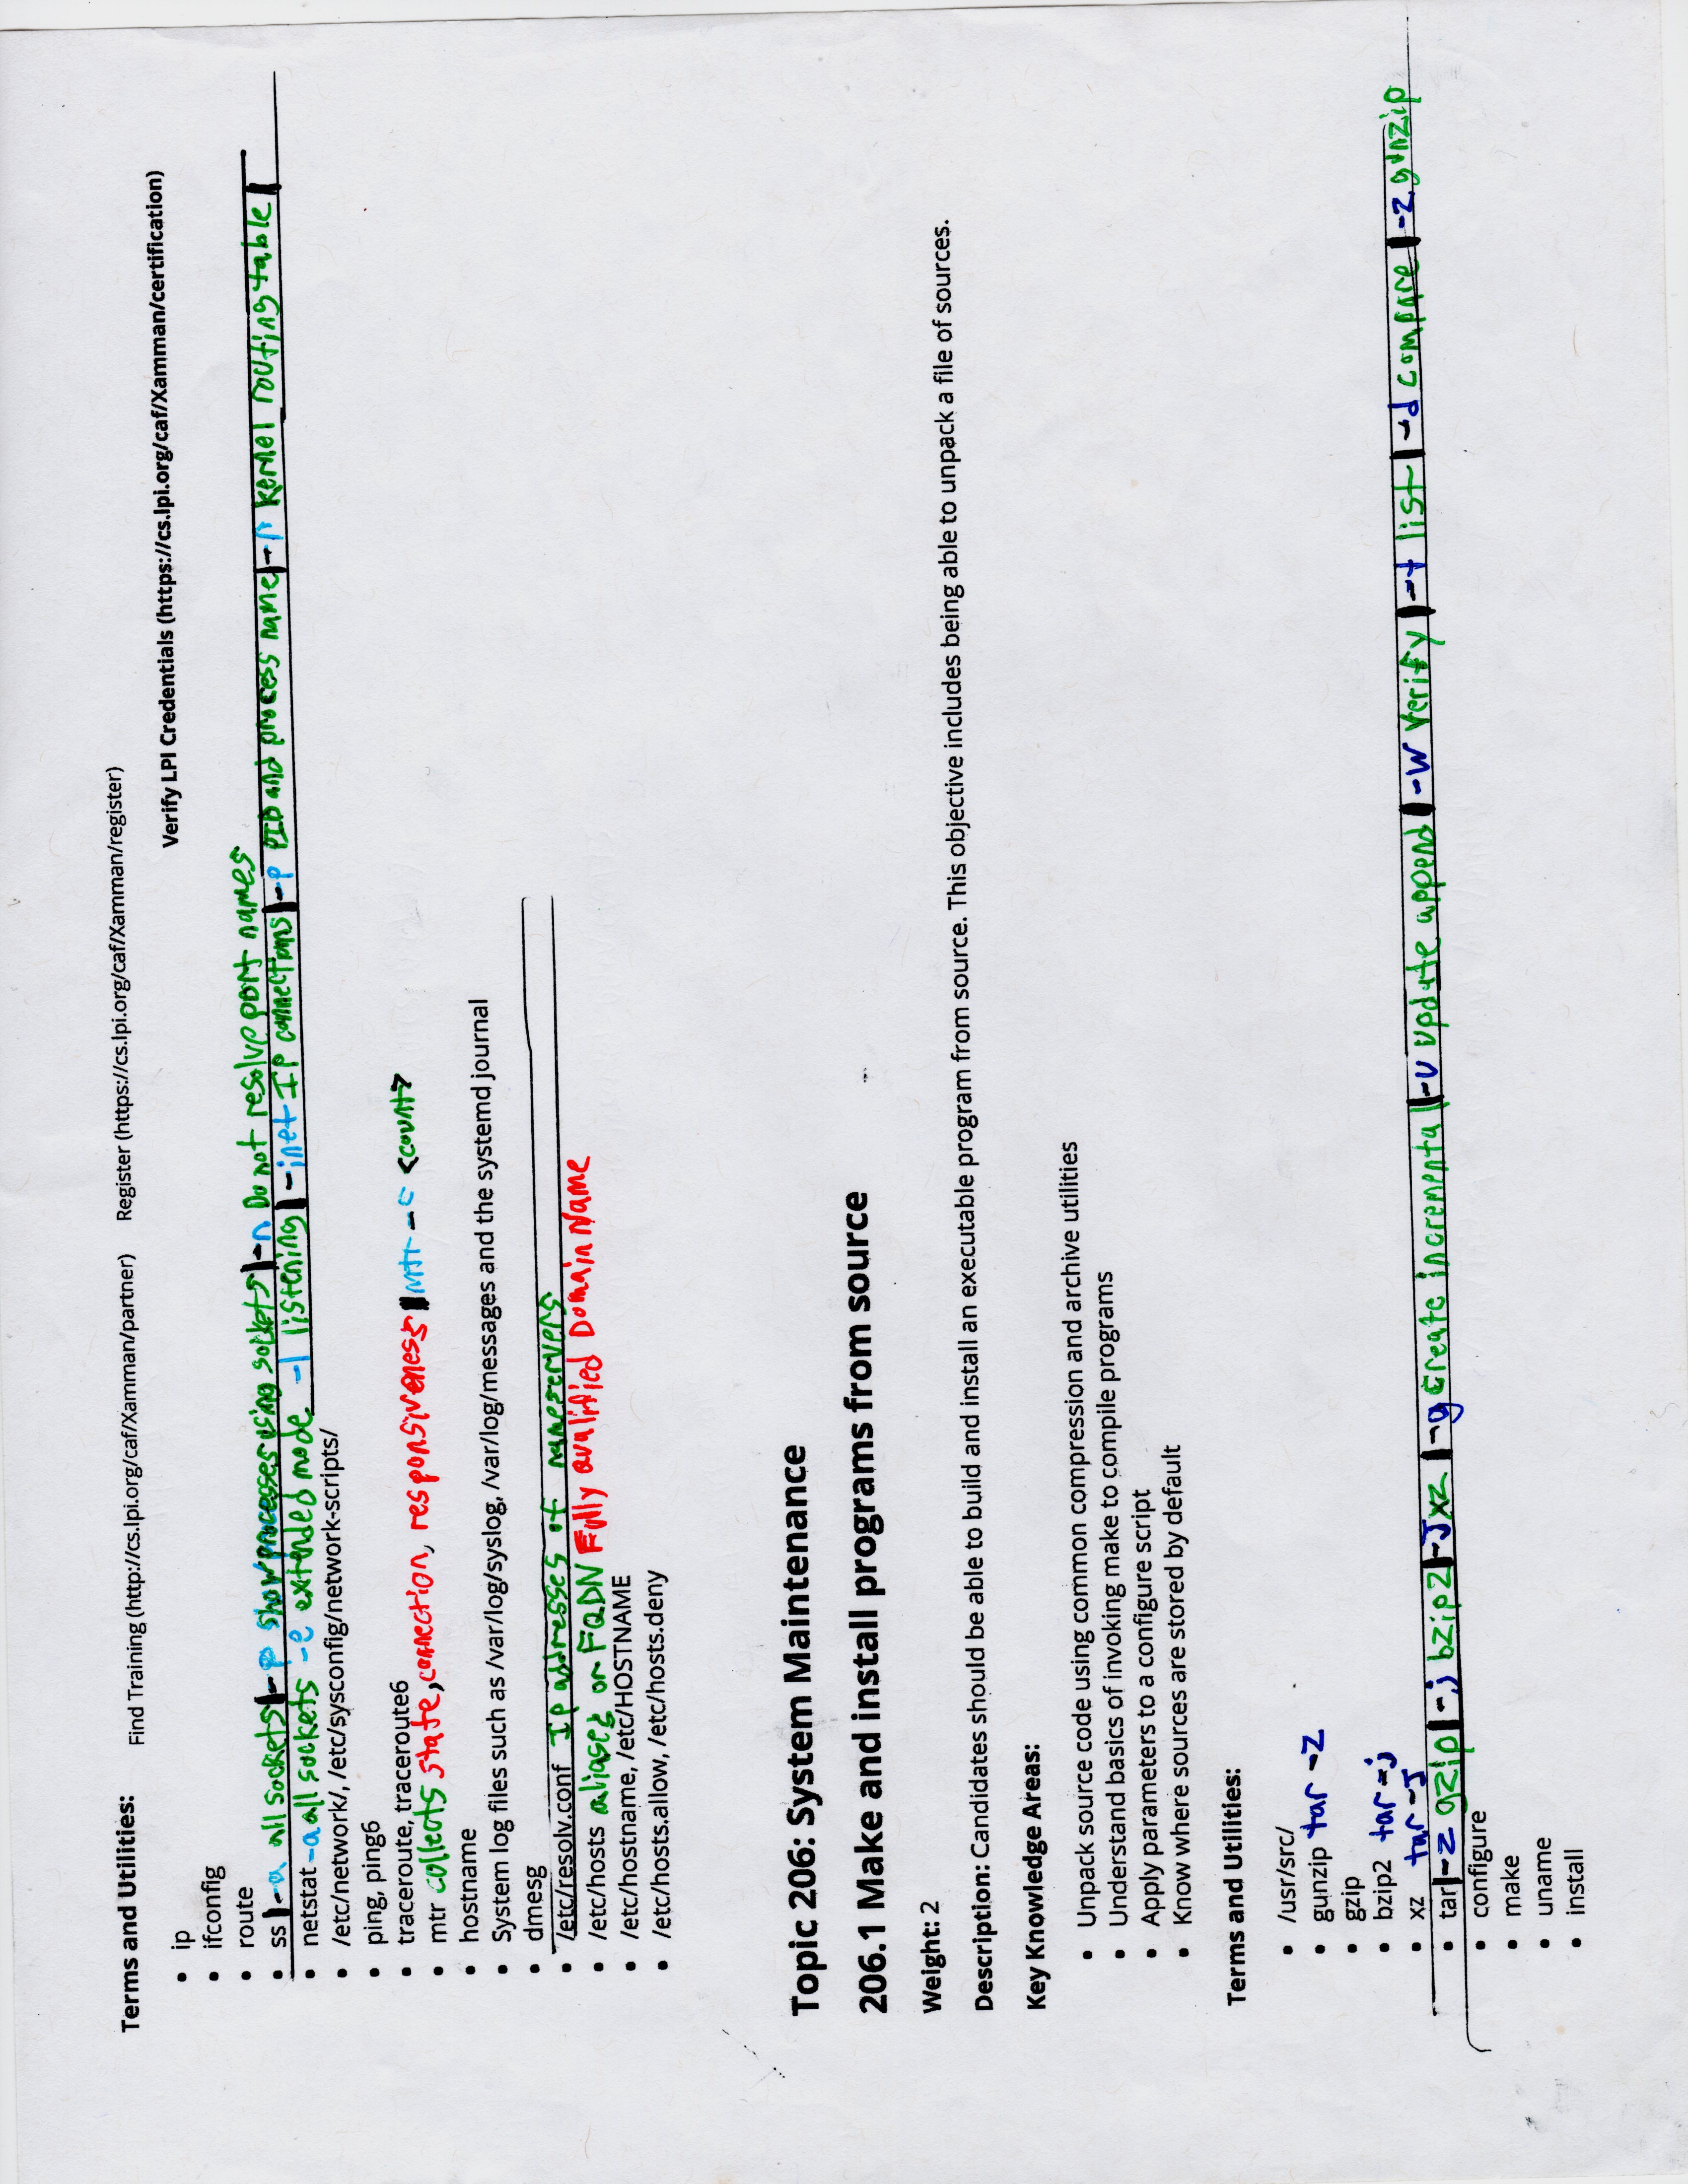 Find Training (http://cs.lpi.org/caf/Xamman/partner) Register (https://cs.lpi.org/caf/Xamman/register)
Terms and Utilities:
Verify LPI Credentials (https://cs.lpi.org/caf/Xamman/certification)
• ip
• ifconfig
• route
• ss -a all sockets -p show processes using sockets -n Do not resolve port names
• netstat -a all sockets -e extended mode -l listening -inet IP connections -p PID and process name -r kernel routing table
• /etc/network/, /etc/sysconfig/network-scripts/
• ping, ping6
• traceroute, traceroute6
• mtr collects state, connection, responsiveness mtr -c <count>
• hostname
• System log files such as /var/log/syslog, /var/log/messages and the systemd journal
• dmesg
• /etc/resolv.conf IP addresses of nameservers
• /etc/hosts aliases or FQDN Fully qualified Domain Name
• /etc/hostname, /etc/HOSTNAME
• /etc/hosts.allow, /etc/hosts.deny
Topic 206: System Maintenance
206.1 Make and install programs from source
Weight: 2
Description: Candidates should be able to build and install an executable program from source. This objective includes being able to unpack a file of sources.
Key Knowledge Areas:
• Unpack source code using common compression and archive utilities
• Understand basics of invoking make to compile programs
• Apply parameters to a configure script
• Know where sources are stored by default
Terms and Utilities:
• /usr/src/
• gunzip tar -z
• gzip
• bzip2 tar -j
• xz tar -J
• tar -z gzip -j bzip2 -J xz -g create incremental -u update append -W verify -t list -d compare -z gunzip
• configure
• make
• uname
• install